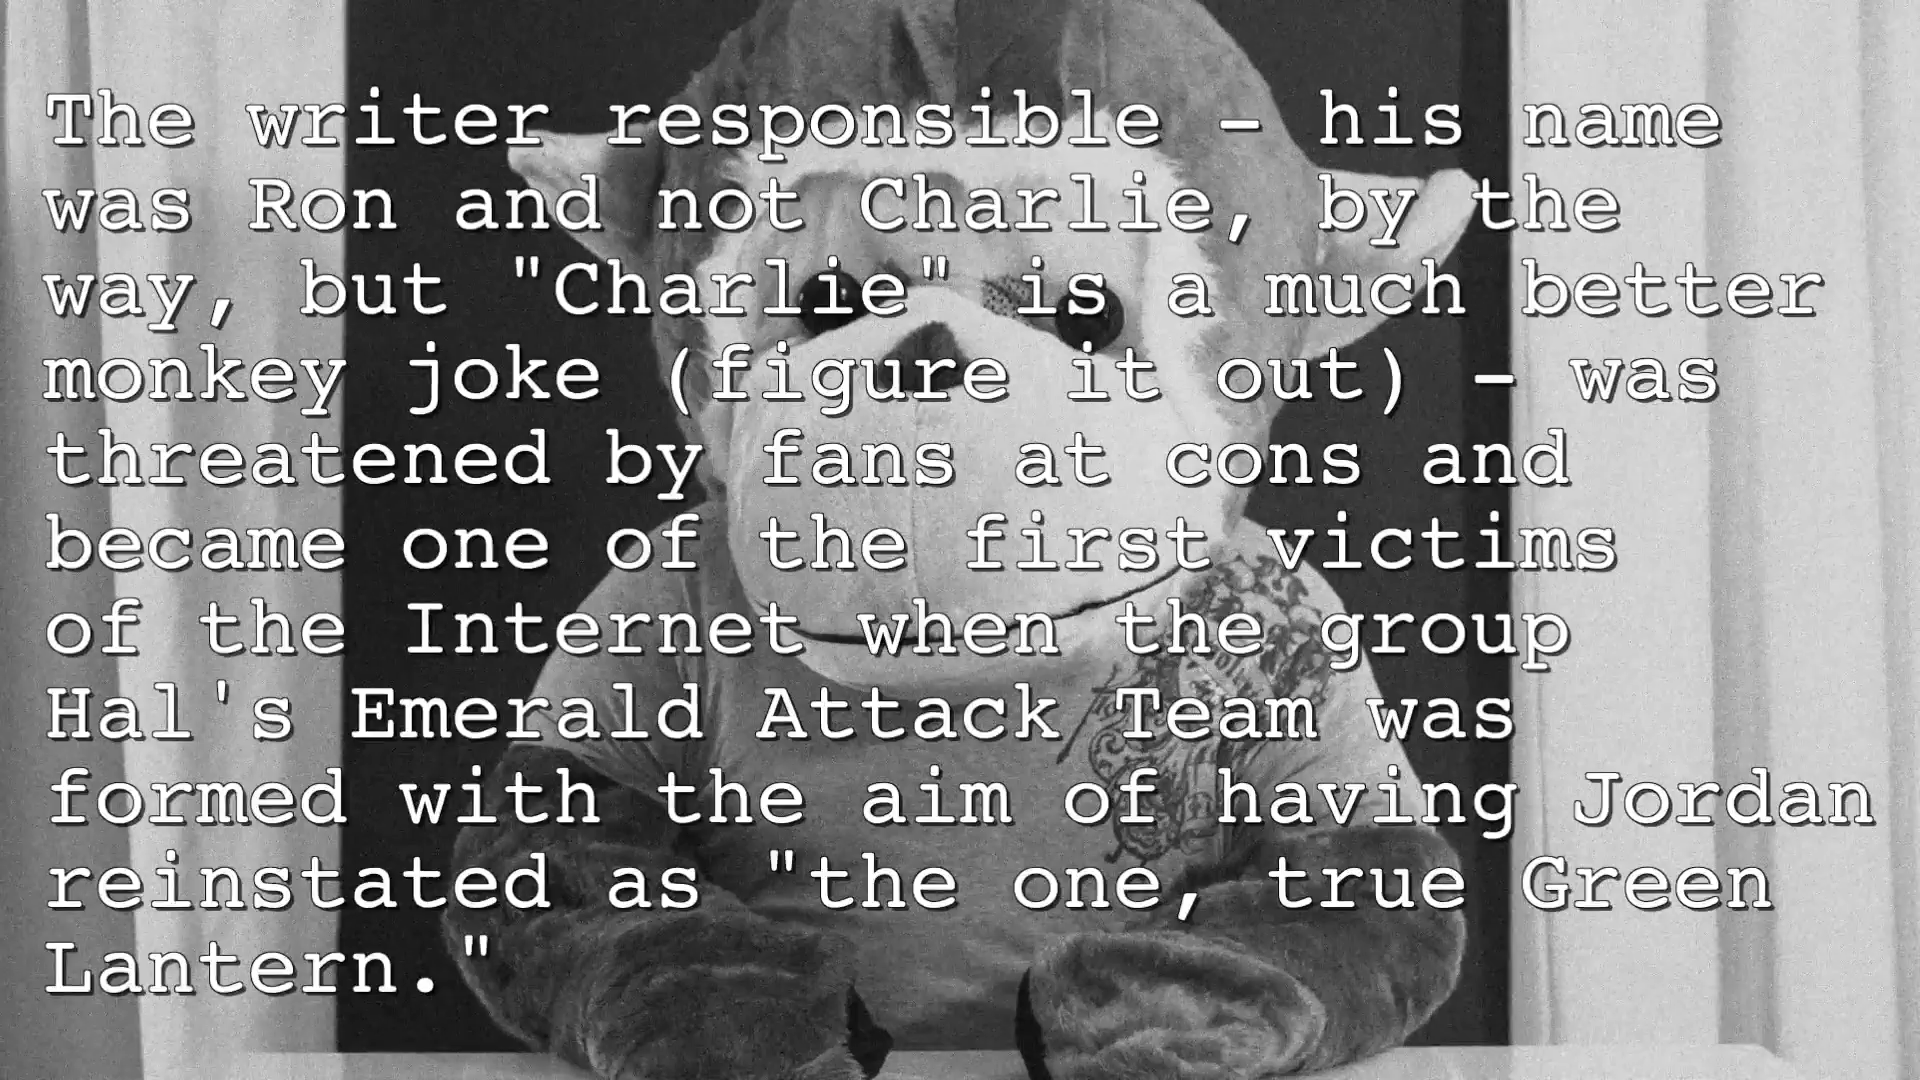 The writer responsible – his name
was Ron and not Charlie, by the
way, but "Charlie" is a much better
monkey joke (figure it out) – was
threatened by fans at cons and
became one of the first victims
of the Internet when the group
Hal's Emerald Attack Team was
formed with the aim of having Jordan
reinstated as "the one, true Green
Lantern."